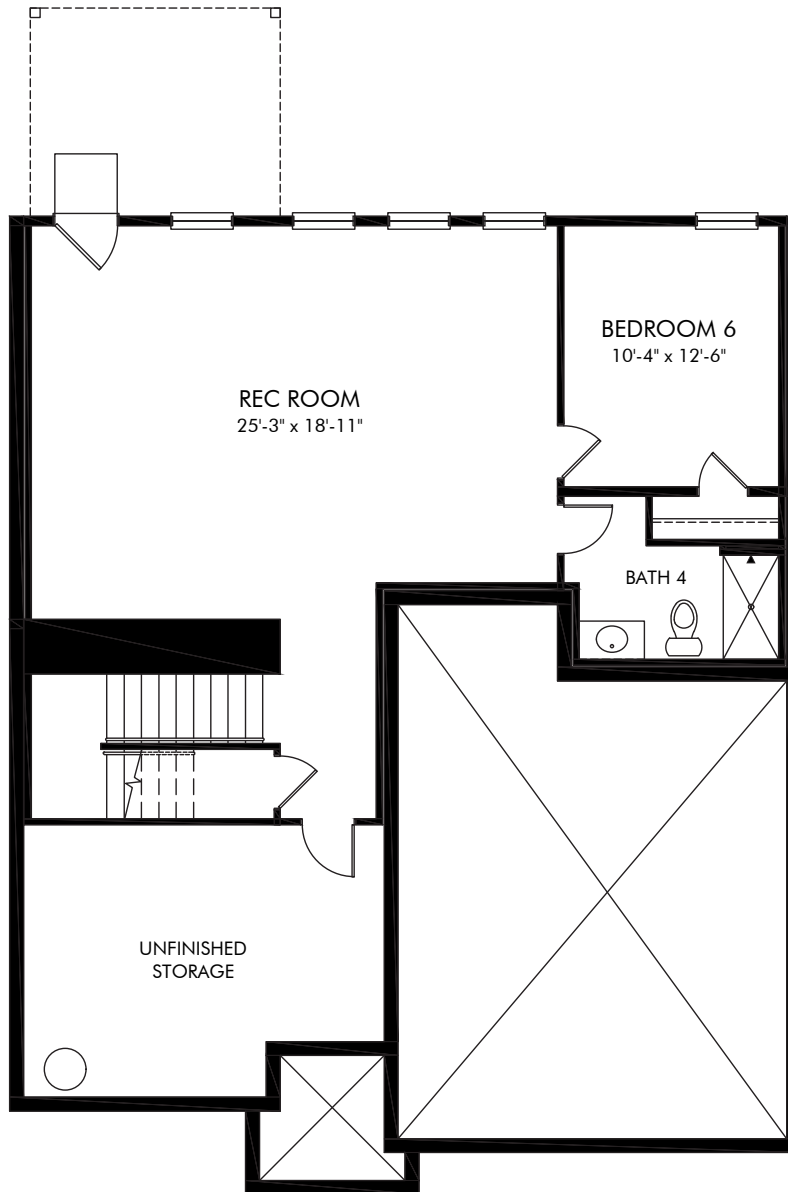 BEDROOM 6
10'-4" x 12'-6"
REC ROOM
25'-3" x 18'-11"
BATH 4
UNFINISHED
STORAGE